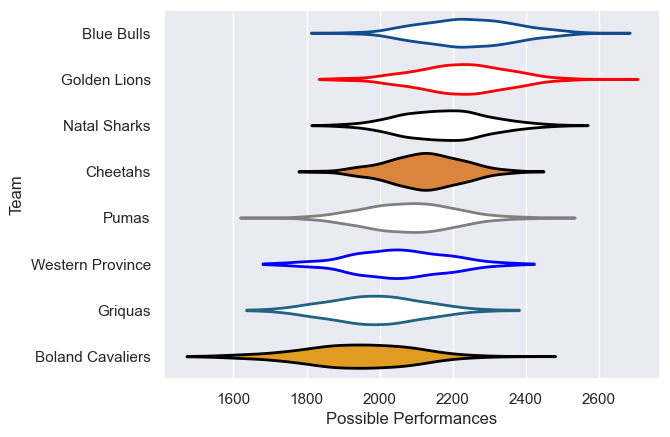 Blue Bulls
Golden Lions
Natal Sharks
Cheetahs
Pumas
Western Province
Griquas
Boland Cavaliers
Team
1600 1800 2000 2200 2400 2600
Possible Performances